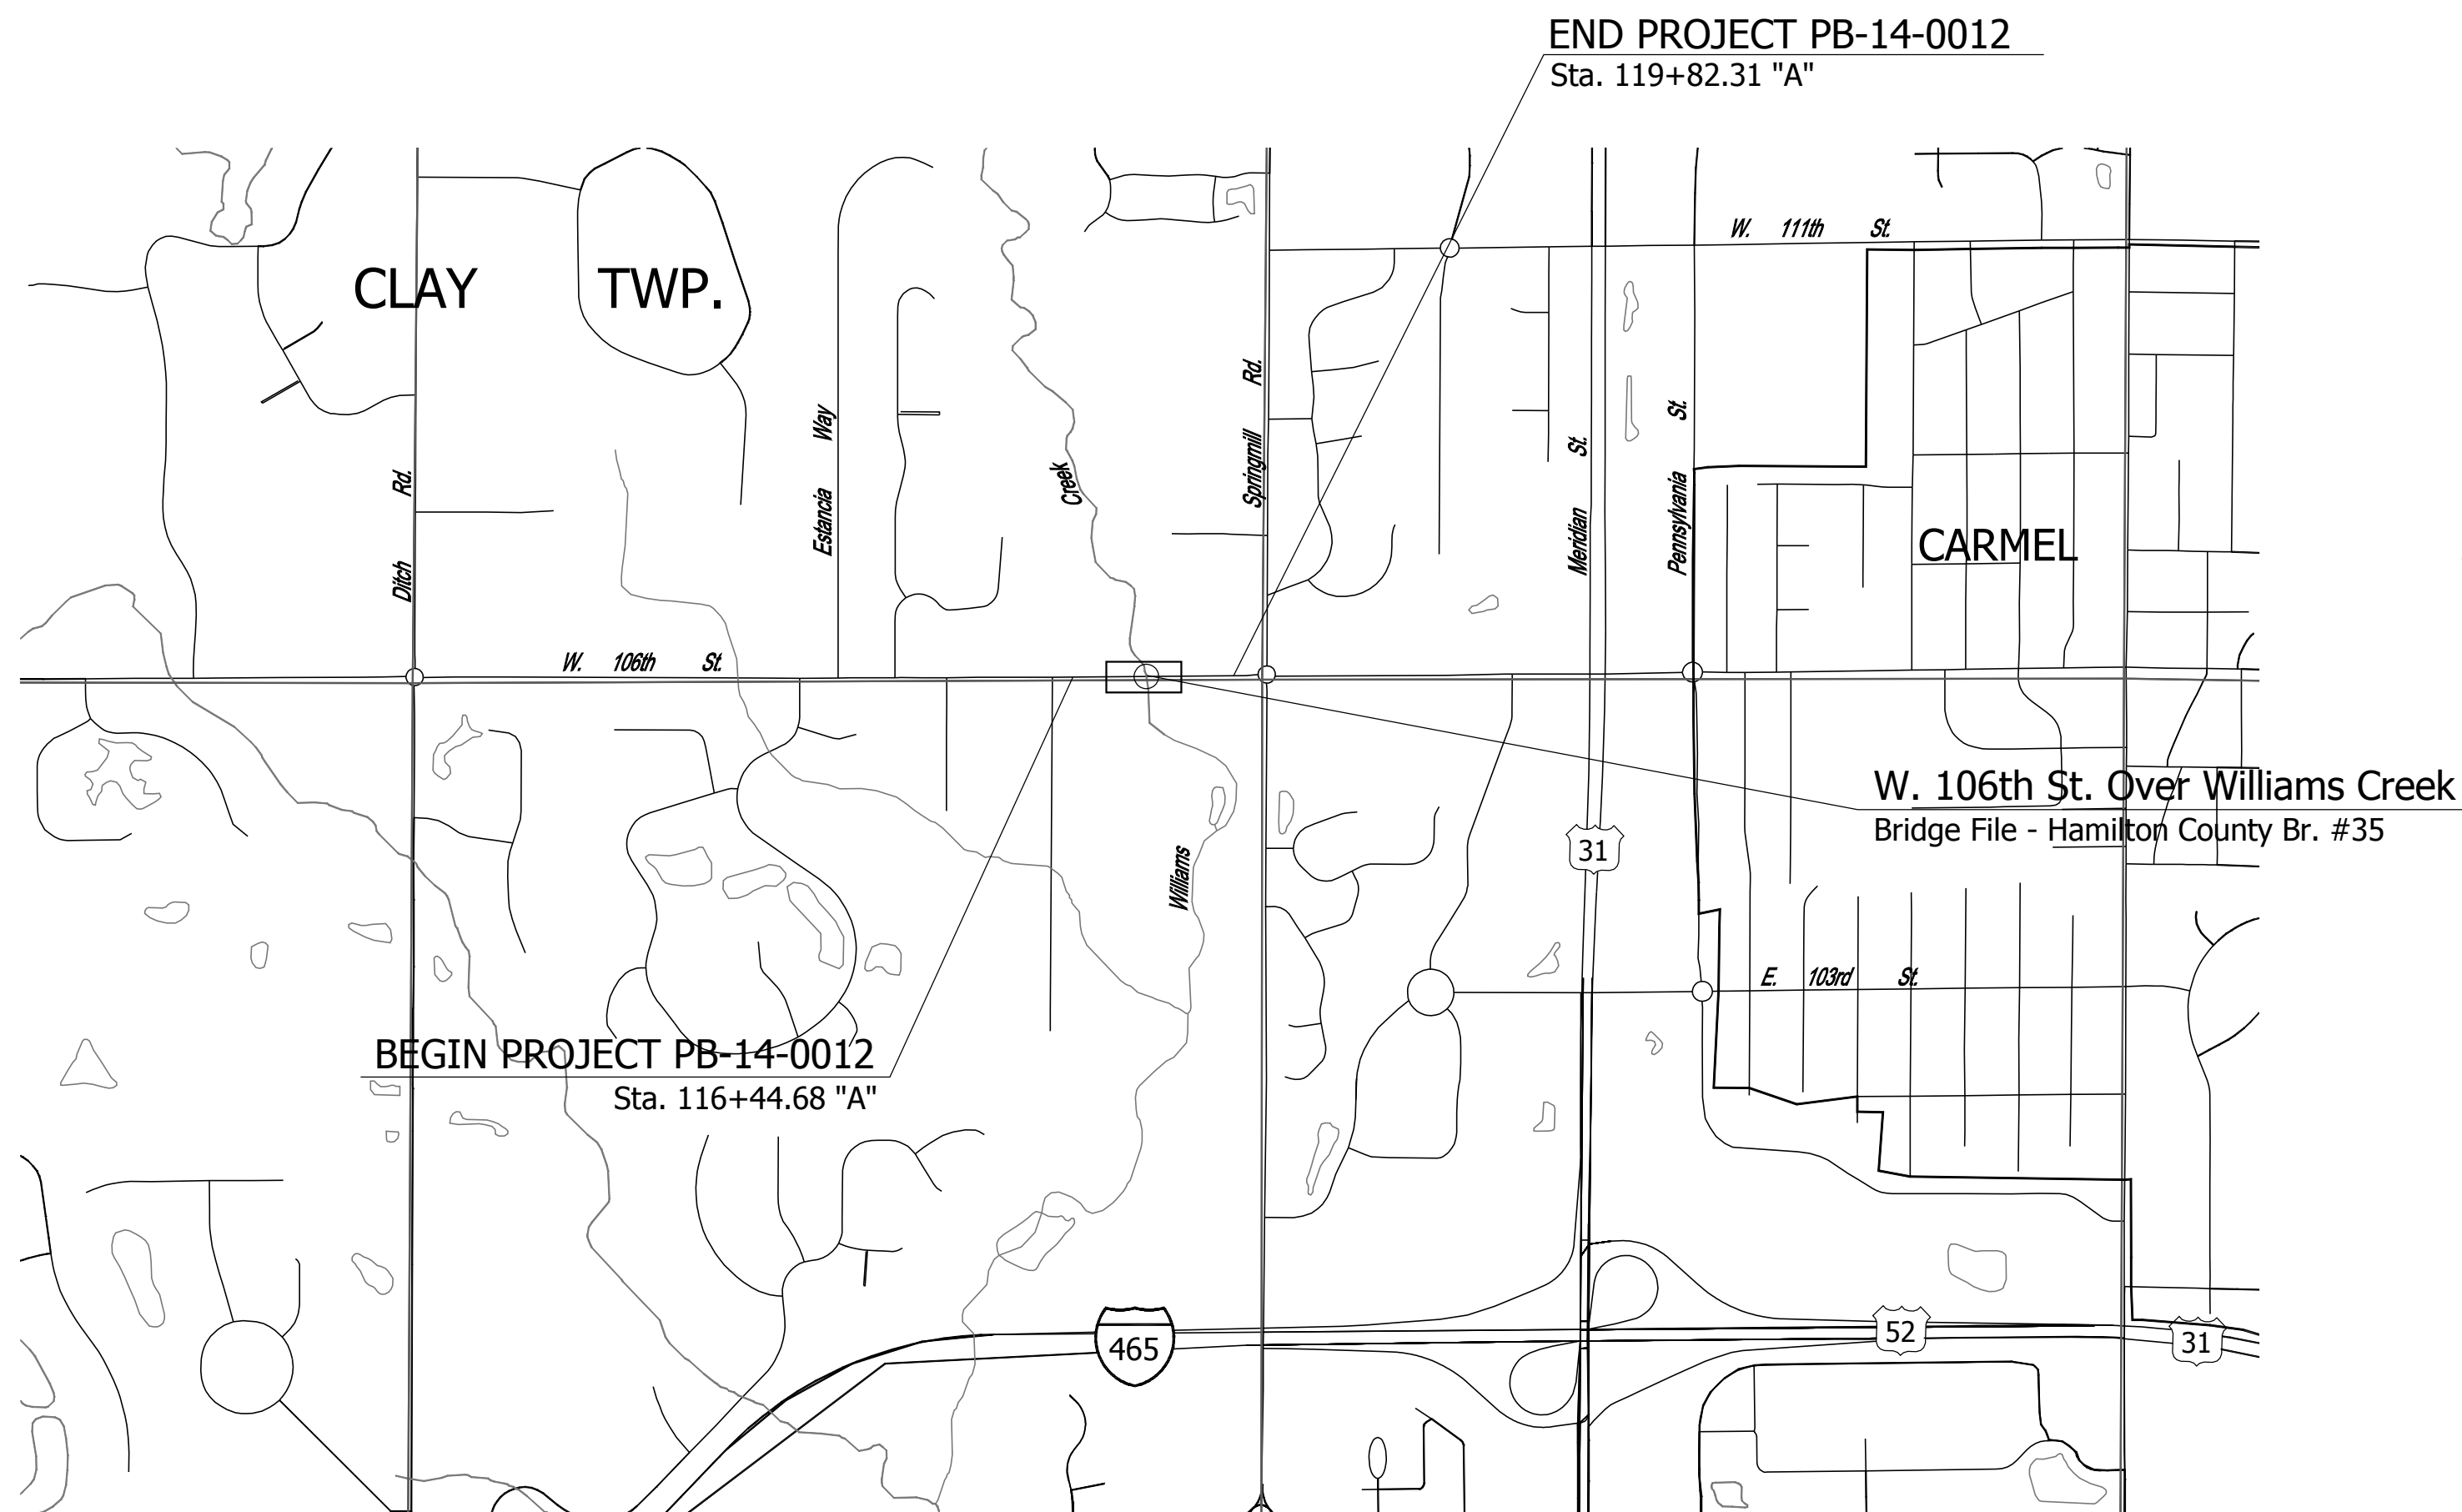 END PROJECT PB-14-0012
Sta. 119+82.31 "A"
W. 111th St.
CLAY TWP.
Springmill Rd.
Estancia Way
Pennsylvania St.
Meridian St.
Ditch Rd.
Creek
CARMEL
W. 106th St.
W. 106th St. Over Williams Creek
Bridge File - Hamilton County Br. #35
31
Williams
E. 103rd St.
BEGIN PROJECT PB-14-0012
Sta. 116+44.68 "A"
465
52
31